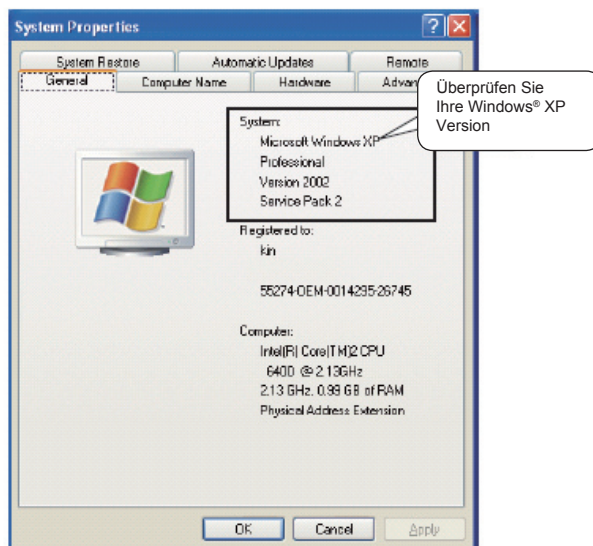 System Properties
System Restore Automatic Updates Remote
General Computer Name Hardware Advan
Überprüfen Sie
Ihre Windows® XP
Version
System:
Microsoft Windows XP
Professional
Version 2002
Service Pack 2
Registered to:
kin
55274-OEM-0014295-26745
Computer:
Intel(R) Core(TM)2 CPU
6400 @ 2.13GHz
2.13 GHz, 0.99 GB of RAM
Physical Address Extension
OK Cancel Apply